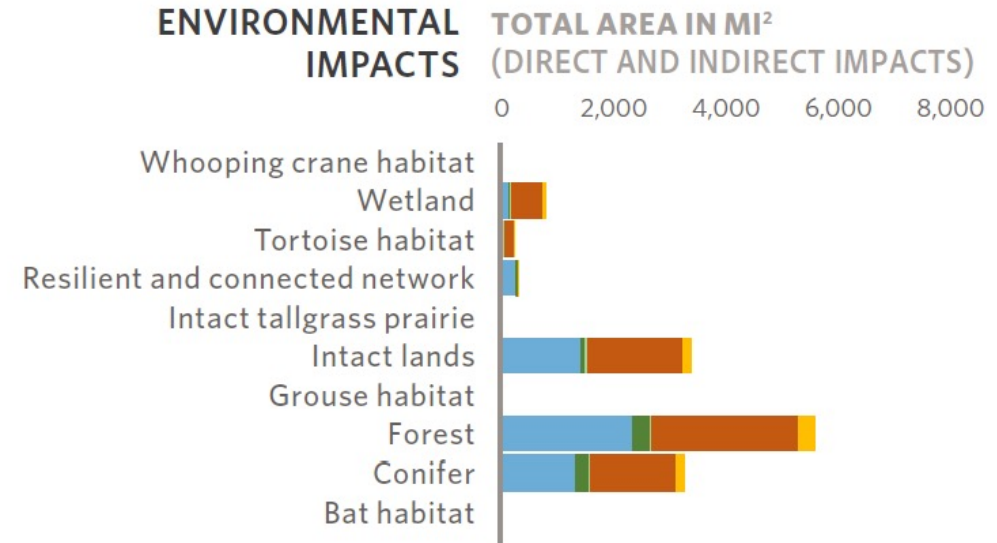 ENVIRONMENTAL
IMPACTS
TOTAL AREA IN MI²
(DIRECT AND INDIRECT IMPACTS)
0 2,000 4,000 6,000 8,000
Whooping crane habitat
Wetland
Tortoise habitat
Resilient and connected network
Intact tallgrass prairie
Intact lands
Grouse habitat
Forest
Conifer
Bat habitat